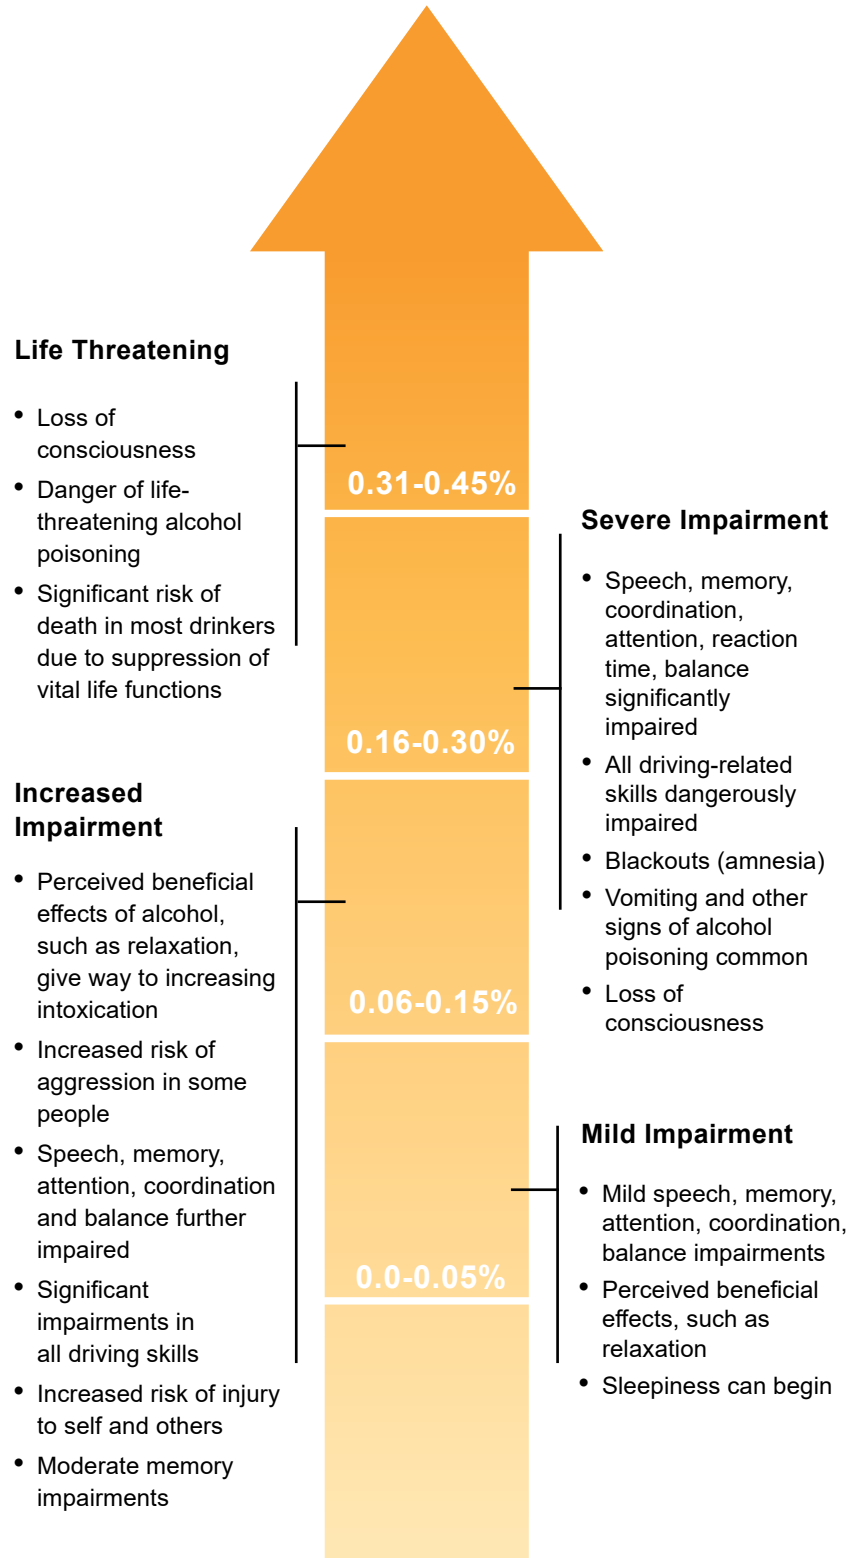 Life Threatening
• Loss of
consciousness
• Danger of life-
threatening alcohol
poisoning
• Significant risk of
death in most drinkers
due to suppression of
vital life functions
0.31-0.45%
Severe Impairment
• Speech, memory,
coordination,
attention, reaction
time, balance
significantly
impaired
• All driving-related
skills dangerously
impaired
• Blackouts (amnesia)
• Vomiting and other
signs of alcohol
poisoning common
• Loss of
consciousness
0.16-0.30%
Increased
Impairment
• Perceived beneficial
effects of alcohol,
such as relaxation,
give way to increasing
intoxication
• Increased risk of
aggression in some
people
• Speech, memory,
attention, coordination
and balance further
impaired
• Significant
impairments in
all driving skills
• Increased risk of injury
to self and others
• Moderate memory
impairments
0.06-0.15%
Mild Impairment
• Mild speech, memory,
attention, coordination,
balance impairments
• Perceived beneficial
effects, such as
relaxation
• Sleepiness can begin
0.0-0.05%